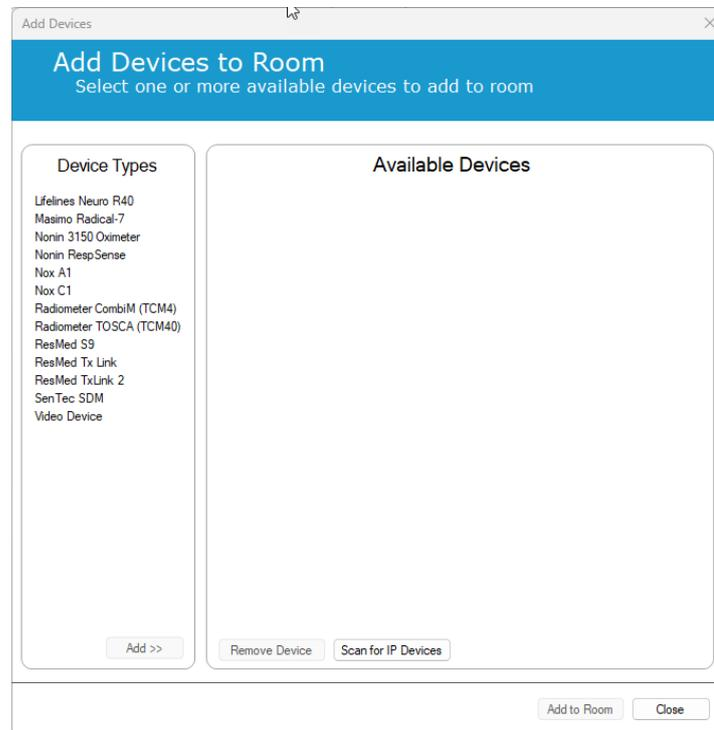 Add Devices
Add Devices to Room
Select one or more available devices to add to room
Device Types
Lifelines Neuro R40
Masimo Radical-7
Nonin 3150 Oximeter
Nonin RespSense
Nox A1
Nox C1
Radiometer CombiM (TCM4)
Radiometer TOSCA (TCM40)
ResMed S9
ResMed Tx Link
ResMed TxLink 2
SenTec SDM
Video Device
Add >>
Available Devices
Remove Device
Scan for IP Devices
Add to Room
Close